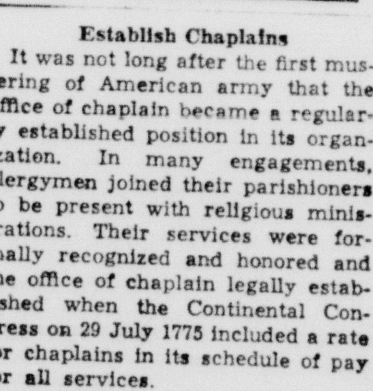 Establish Chaplains
It was not long after the first mus-
ering of American army that the
ffice of chaplain became a regular-
y established position in its organ-
zation. In many engagements,
lergymen joined their parishioners
o be present with religious minis-
rations. Their services were for-
nally recognized and honored and
he office of chaplain legally estab-
shed when the Continental Con-
ress on 29 July 1775 included a rate
or chaplains in its schedule of pay
or all services.